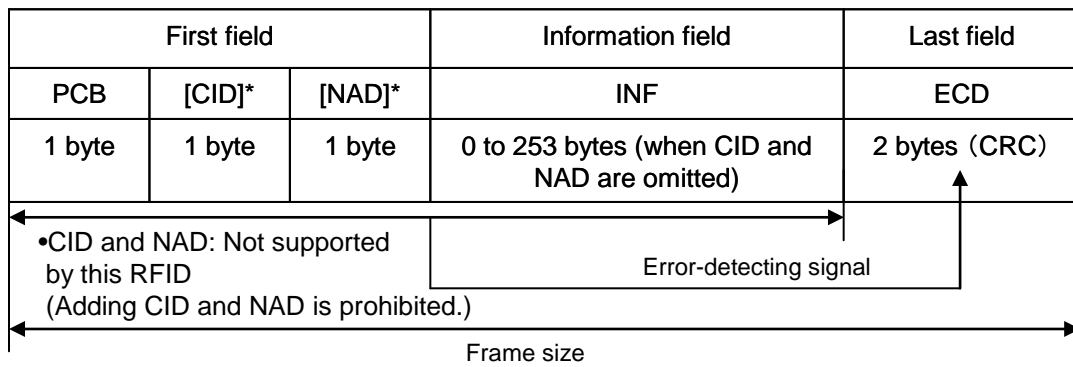 First field Information field Last field
PCB [CID]* [NAD]* INF ECD
1 byte 1 byte 1 byte 0 to 253 bytes (when CID and NAD are omitted) 2 bytes (CRC)
•CID and NAD: Not supported
by this RFID
(Adding CID and NAD is prohibited.)
Error-detecting signal
Frame size